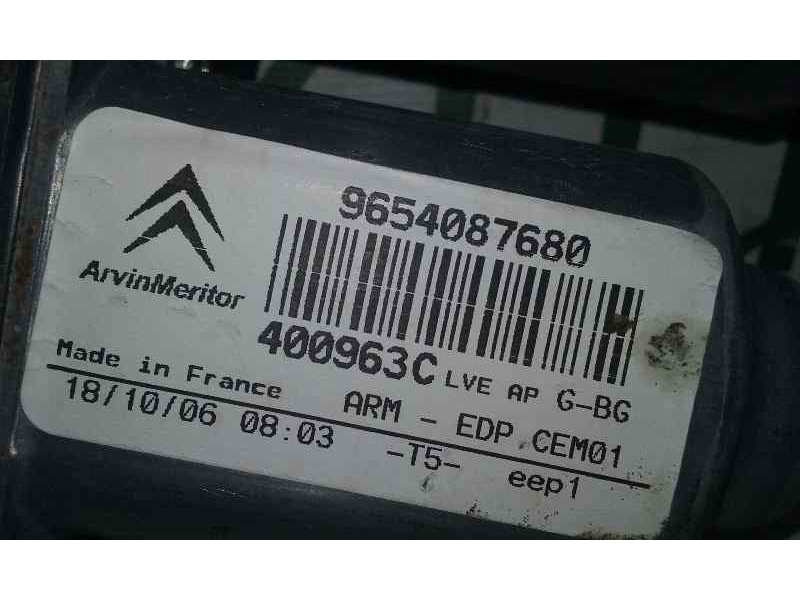 9654087680
ArvinMeritor
400963C LVE AP G-BG
Made in France ARM - EDP CEM01
18/10/06 08:03 -T5- eep1